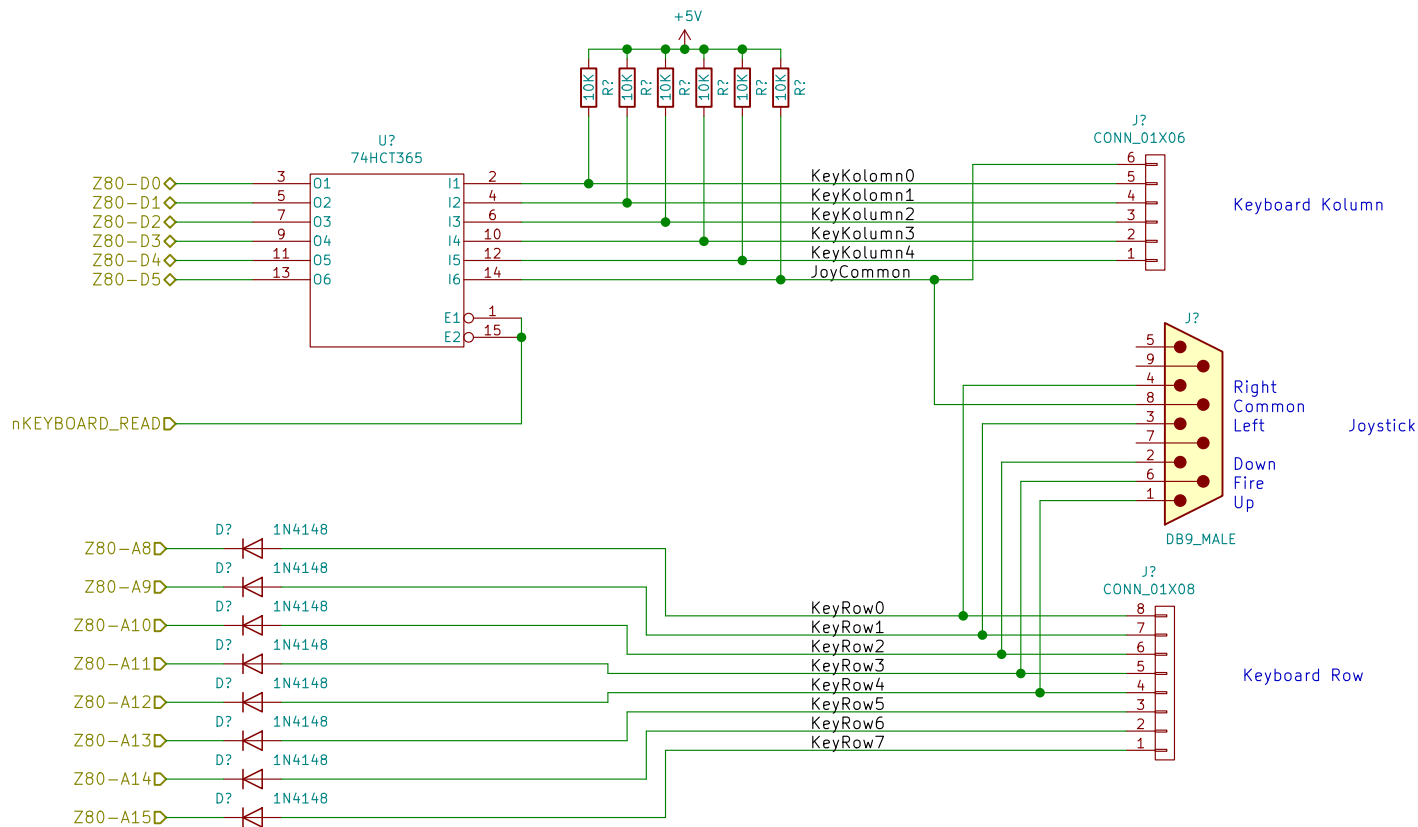 +5V
10K
R?
10K
R?
10K
R?
10K
R?
10K
R?
10K
R?
U?
74HCT365
J?
CONN_01X06
Z80-D0 3 O1 I1 2 KeyKolomn0 5
Z80-D1 5 O2 I2 4 KeyKolomn1 4
Z80-D2 7 O3 I3 6 KeyKolumn2 3
Z80-D3 9 O4 I4 10 KeyKolumn3 2
Z80-D4 11 O5 I5 12 KeyKolumn4 1
Z80-D5 13 O6 I6 14 JoyCommon
6
Keyboard Kolumn
E1 1
E2 15
nKEYBOARD_READ
J?
5
9
4 Right
8 Common
3 Left
7
2 Down
6 Fire
1 Up
Joystick
DB9_MALE
D? 1N4148
Z80-A8
D? 1N4148
Z80-A9
D? 1N4148
Z80-A10
D? 1N4148
Z80-A11
D? 1N4148
Z80-A12
D? 1N4148
Z80-A13
D? 1N4148
Z80-A14
D? 1N4148
Z80-A15
J?
CONN_01X08
KeyRow0 8
KeyRow1 7
KeyRow2 6
KeyRow3 5
KeyRow4 4
KeyRow5 3
KeyRow6 2
KeyRow7 1
Keyboard Row